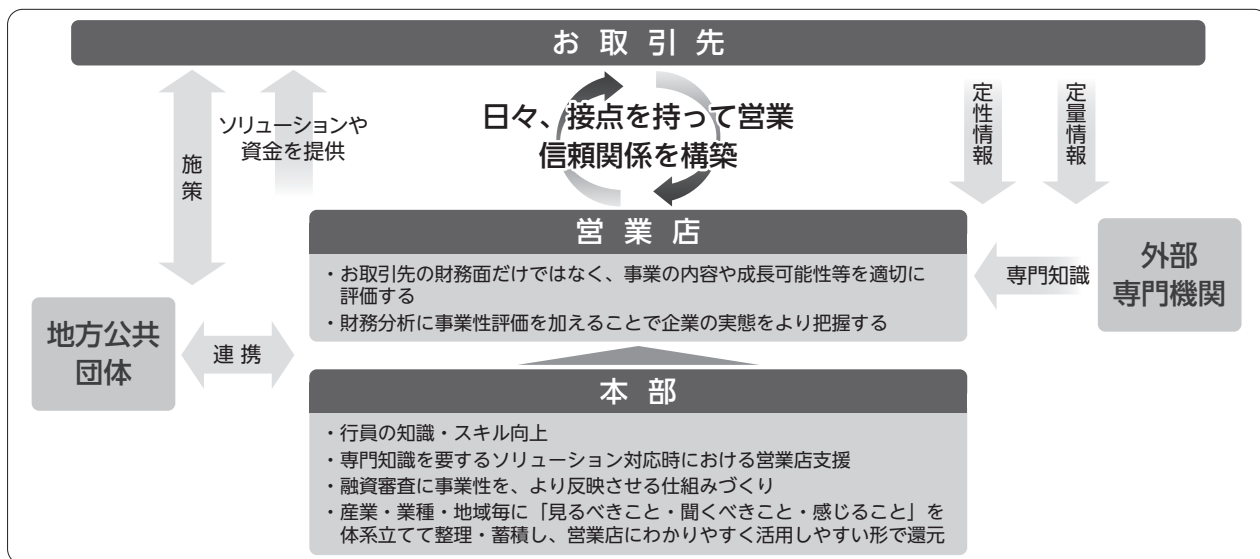 お取引先
施策
ソリューションや
資金を提供
日々、接点を持って営業
信頼関係を構築
定性情報
定量情報
営業店
・お取引先の財務面だけではなく、事業の内容や成長可能性等を適切に
評価する
・財務分析に事業性評価を加えることで企業の実態をより把握する
専門知識
外部
専門機関
地方公共
団体
連携
本部
・行員の知識・スキル向上
・専門知識を要するソリューション対応時における営業店支援
・融資審査に事業性を、より反映させる仕組みづくり
・産業・業種・地域毎に「見るべきこと・聞くべきこと・感じること」を
体系立てて整理・蓄積し、営業店にわかりやすく活用しやすい形で還元